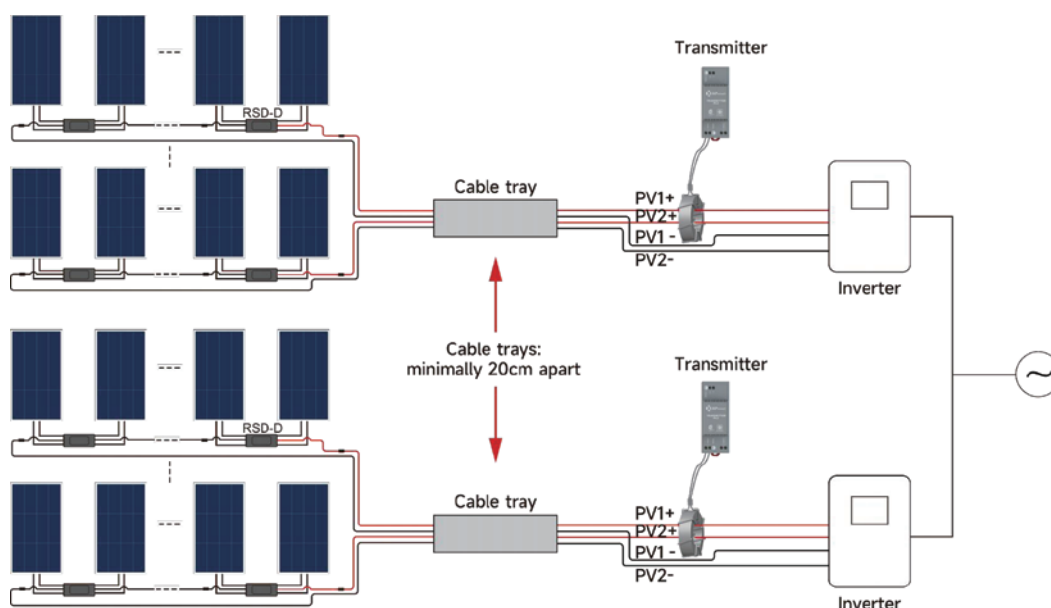 Transmitter
RSD-D
Cable tray
PV1+
PV2+
PV1 -
PV2-
Inverter
Cable trays:
minimally 20cm apart
Transmitter
RSD-D
Cable tray
PV1+
PV2+
PV1 -
PV2-
Inverter